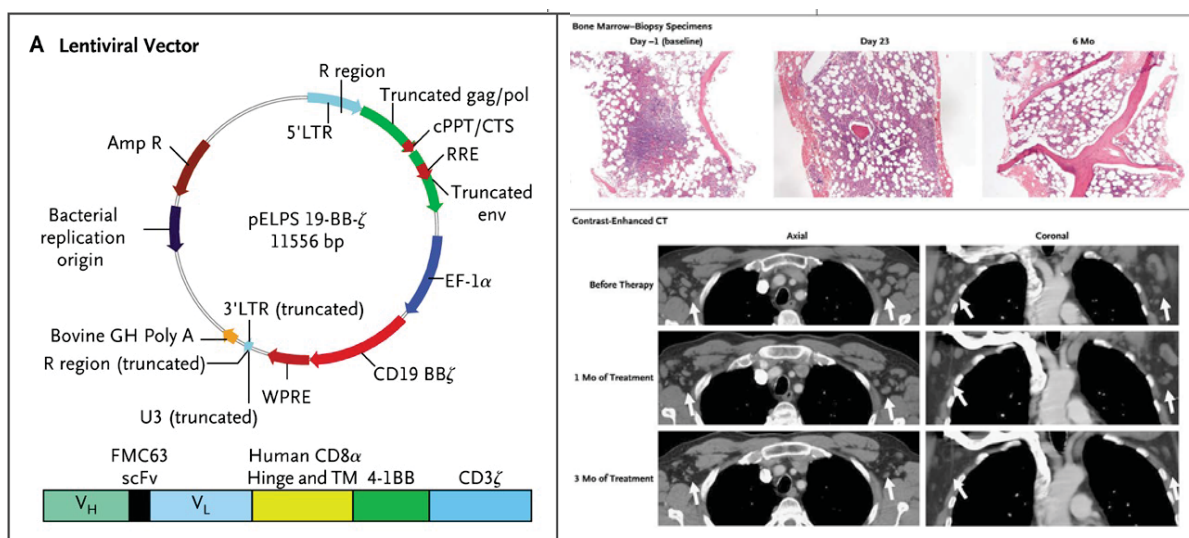 A Lentiviral Vector
R region
Truncated gag/pol
5'LTR
cPPT/CTS
Amp R
RRE
Truncated
env
Bacterial
replication
origin
pELPS 19-BB-ζ
11556 bp
EF-1α
3'LTR (truncated)
Bovine GH Poly A
R region (truncated)
CD19 BBζ
WPRE
U3 (truncated)
FMC63
scFv
Human CD8α
Hinge and TM
4-1BB
CD3ζ
VH
VL
Bone Marrow–Biopsy Specimens
Day –1 (baseline)
Day 23
6 Mo
Contrast-Enhanced CT
Axial
Coronal
Before Therapy
1 Mo of Treatment
3 Mo of Treatment